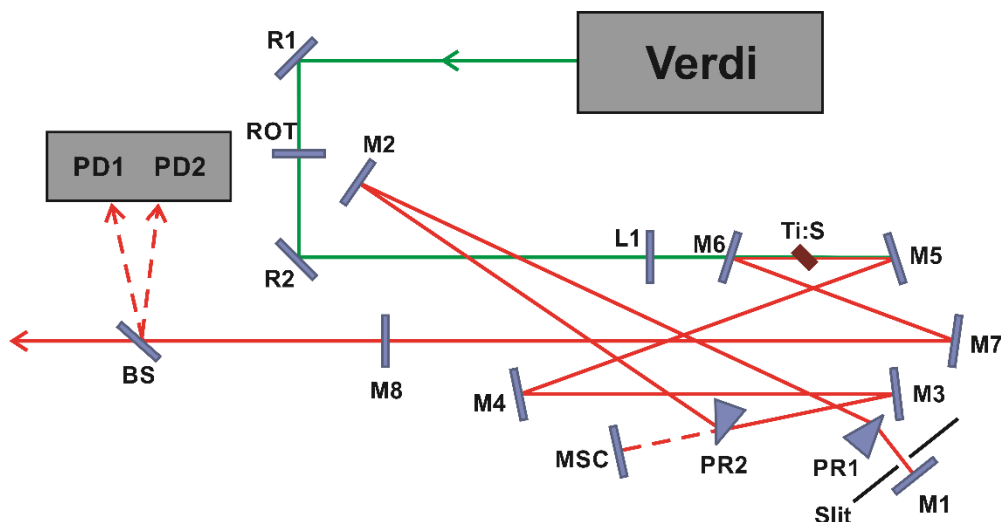 R1
Verdi
ROT
M2
PD1 PD2
Ti:S
L1
M6
M5
R2
M7
BS
M8
M4
M3
MSC
PR2
PR1
M1
Slit